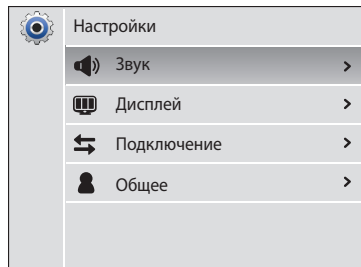 Настройки
Звук
Дисплей
Подключение
Общее